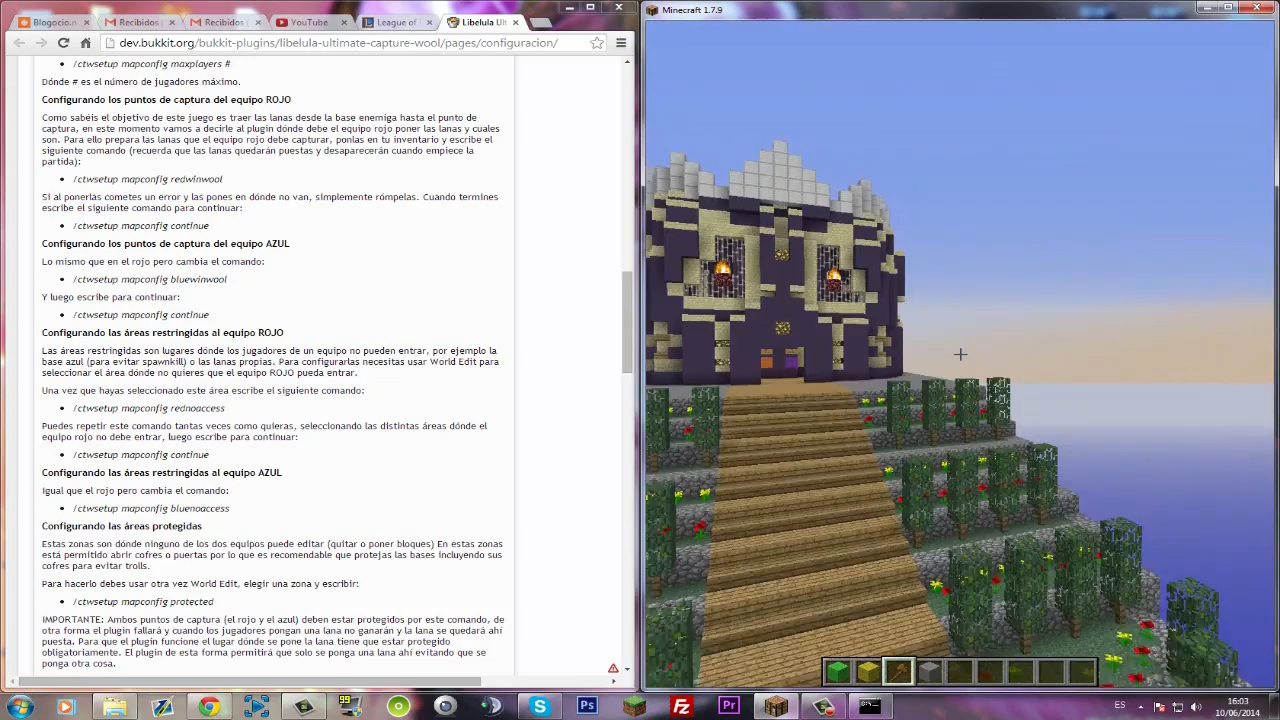 Blogocio.n
Recibidos (
Recibidos (
YouTube
League of
Libelula Ult
Minecraft 1.7.9
dev.bukkit.org/bukkit-plugins/libelula-ultimate-capture-wool/pages/configuracion/
/ctwsetup mapconfig maxplayers #
Dónde # es el número de jugadores máximo.
Configurando los puntos de captura del equipo ROJO
Como sabéis el objetivo de este juego es traer las lanas desde la base enemiga hasta el punto de
captura, en este momento vamos a decirle al plugin dónde debe el equipo rojo poner las lanas y cuales
son. Para ello prepara las lanas que el equipo rojo debe capturar, ponlas en tu inventario y escribe el
siguiente comando (recuerda que las lanas quedarán puestas y desaparecerán cuando empiece la
partida):
/ctwsetup mapconfig redwinwool
Si al ponerlas cometes un error y las pones en dónde no van, simplemente rómpelas. Cuando termines
escribe el siguiente comando para continuar:
/ctwsetup mapconfig continue
Configurando los puntos de captura del equipo AZUL
Lo mismo que en el rojo pero cambia el comando:
/ctwsetup mapconfig bluewinwool
Y luego escribe para continuar:
/ctwsetup mapconfig continue
Configurando las áreas restringidas al equipo ROJO
Las áreas restringidas son lugares dónde los jugadores de un equipo no pueden entrar, por ejemplo la
base azul (para evitar spawnkill) o las lanas propias. Para configurarlas necesitas usar World Edit para
seleccionar el área dónde no quieres que el equipo ROJO pueda entrar.
Una vez que hayas seleccionado este área escribe el siguiente comando:
/ctwsetup mapconfig rednoaccess
Puedes repetir este comando tantas veces como quieras, seleccionando las distintas áreas dónde el
equipo rojo no debe entrar, luego escribe para continuar:
/ctwsetup mapconfig continue
Configurando las áreas restringidas al equipo AZUL
Igual que el rojo pero cambia el comando:
/ctwsetup mapconfig bluenoaccess
Configurando las áreas protegidas
Estas zonas son dónde ninguno de los dos equipos puede editar (quitar o poner bloques) En estas zonas
está permitido abrir cofres o puertas por lo que es recomendable que protejas las bases incluyendo sus
cofres para evitar trolls.
Para hacerlo debes usar otra vez World Edit, elegir una zona y escribir:
/ctwsetup mapconfig protected
IMPORTANTE: Ambos puntos de captura (el rojo y el azul) deben estar protegidos por este comando, de
otra forma el plugin fallará y cuando los jugadores pongan una lana no ganarán y la lana se quedará ahí
puesta. Para que el plugin funcione el lugar dónde se pone la lana tiene que estar protegido
obligatoriamente. El plugin de esta forma permitirá que solo se ponga una lana ahí evitando que se
ponga otra cosa.
99
S
Ps
Fz
Pr
ES
16:03
10/06/2014